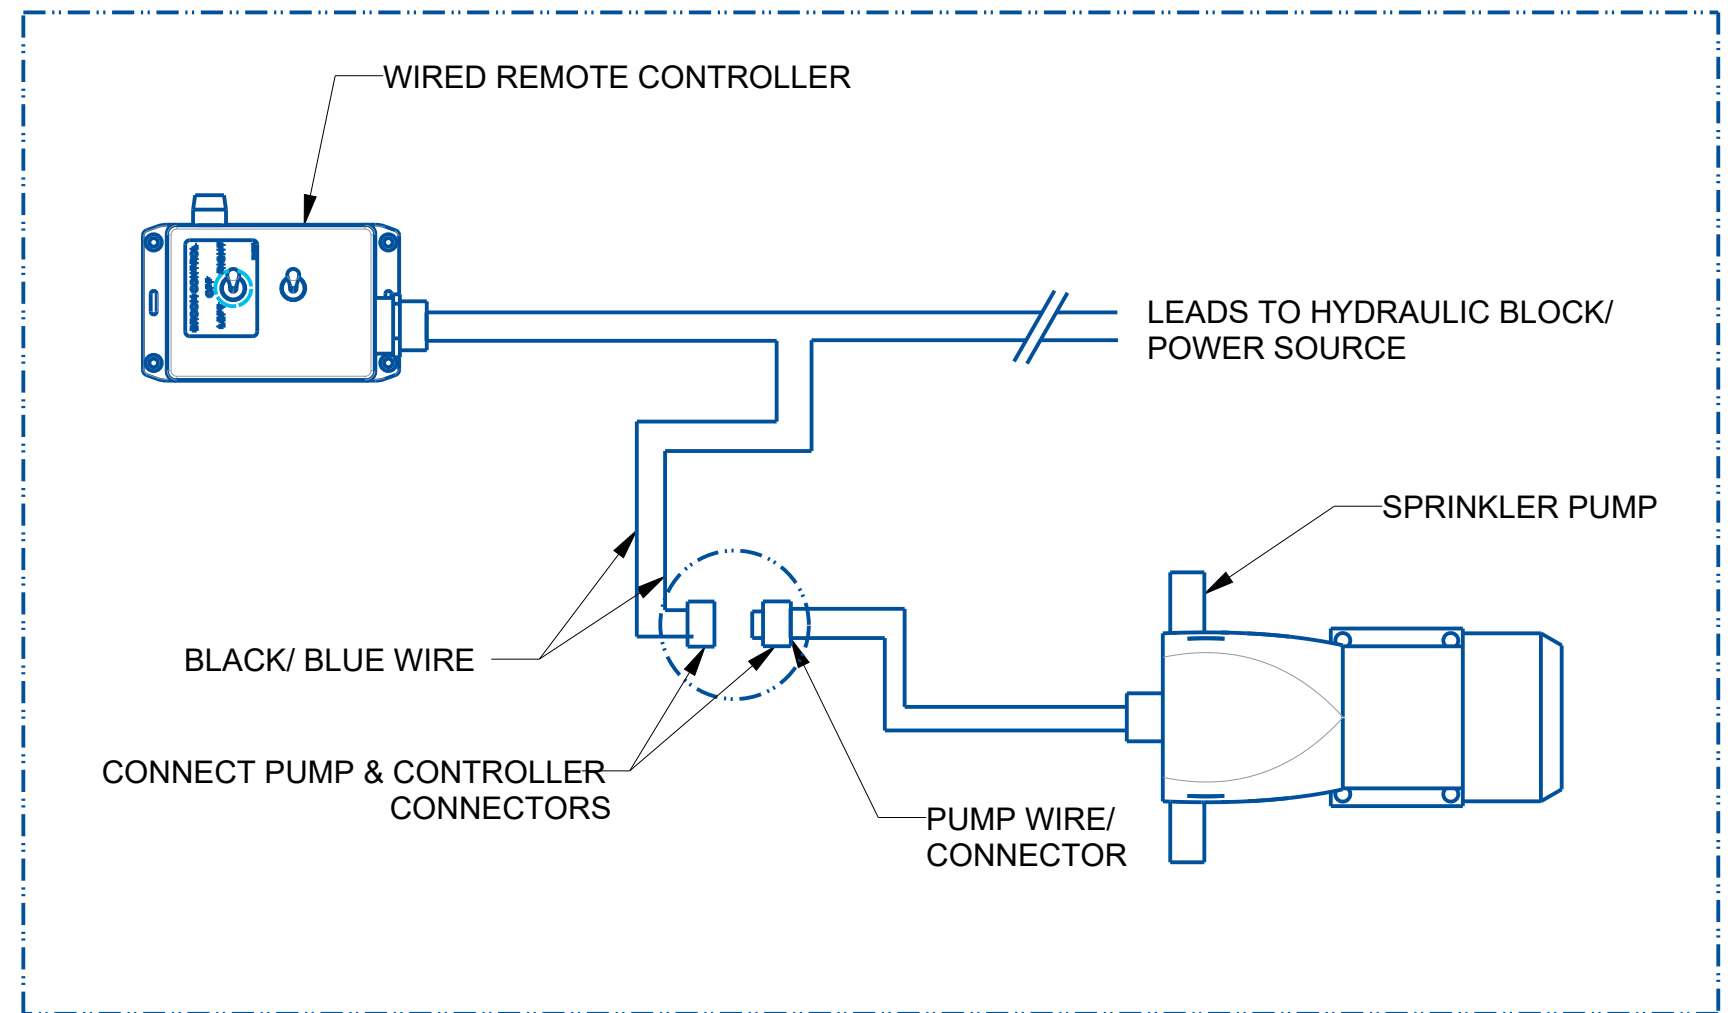 WIRED REMOTE CONTROLLER
LEADS TO HYDRAULIC BLOCK/
POWER SOURCE
SPRINKLER PUMP
BLACK/ BLUE WIRE
CONNECT PUMP & CONTROLLER
CONNECTORS
PUMP WIRE/
CONNECTOR